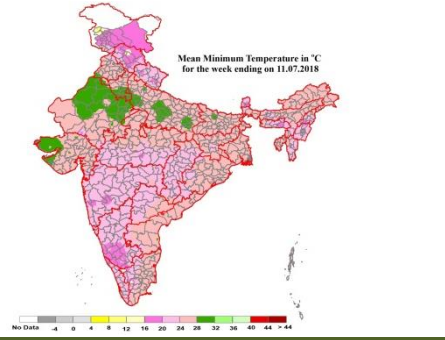 Mean Minimum Temperature in °C
for the week ending on 11.07.2018
No Data -4 0 4 8 12 16 20 24 28 32 36 40 44 > 44